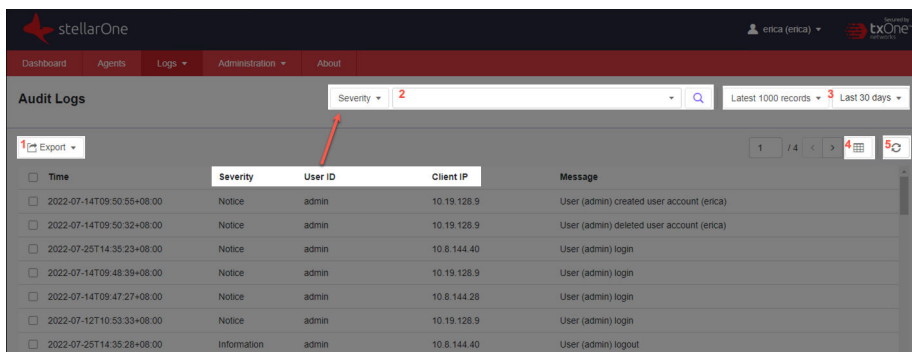 stellarOne
erica (erica)
Secured by
txOne
networks
Dashboard Agents Logs Administration About
Audit Logs
Severity 2
Latest 1000 records 3 Last 30 days
1 Export
1 / 4 < > 4 5
Time Severity User ID Client IP Message
2022-07-14T09:50:55+08:00 Notice admin 10.19.128.9 User (admin) created user account (erica)
2022-07-14T09:50:32+08:00 Notice admin 10.19.128.9 User (admin) deleted user account (erica)
2022-07-25T14:35:23+08:00 Notice admin 10.8.144.40 User (admin) login
2022-07-14T09:48:39+08:00 Notice admin 10.19.128.9 User (admin) login
2022-07-14T09:47:27+08:00 Notice admin 10.8.144.28 User (admin) login
2022-07-12T10:53:33+08:00 Notice admin 10.19.128.9 User (admin) login
2022-07-25T14:35:28+08:00 Information admin 10.8.144.40 User (admin) logout